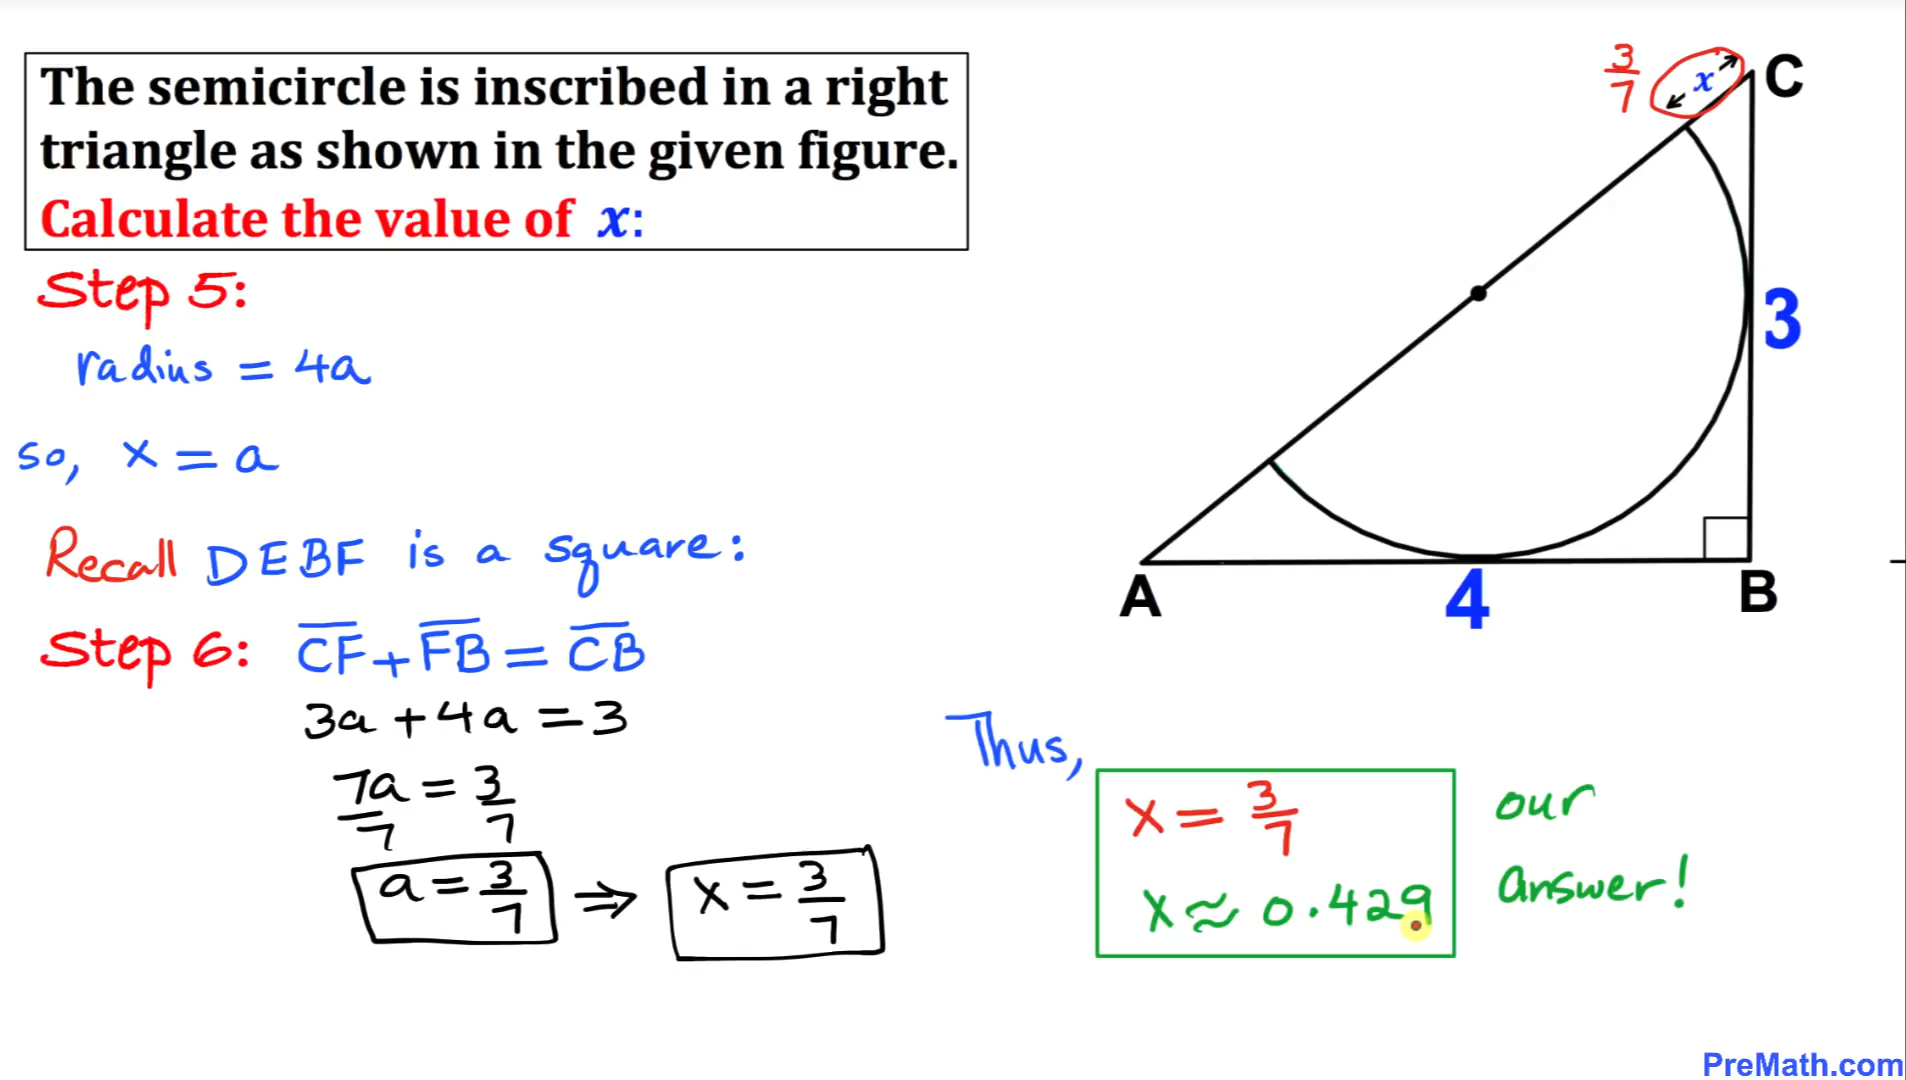 The semicircle is inscribed in a right
triangle as shown in the given figure.
Calculate the value of x:
Step 5:
radius = 4a
so, x = a
Recall DEBF is a square:
Step 6: CF + FB = CB
3a + 4a = 3
7a/7 = 3/7
a = 3/7 ⇒ x = 3/7
3/7 x C
3
A 4 B
Thus,
x = 3/7
x ≈ 0.429
our
answer!
PreMath.com